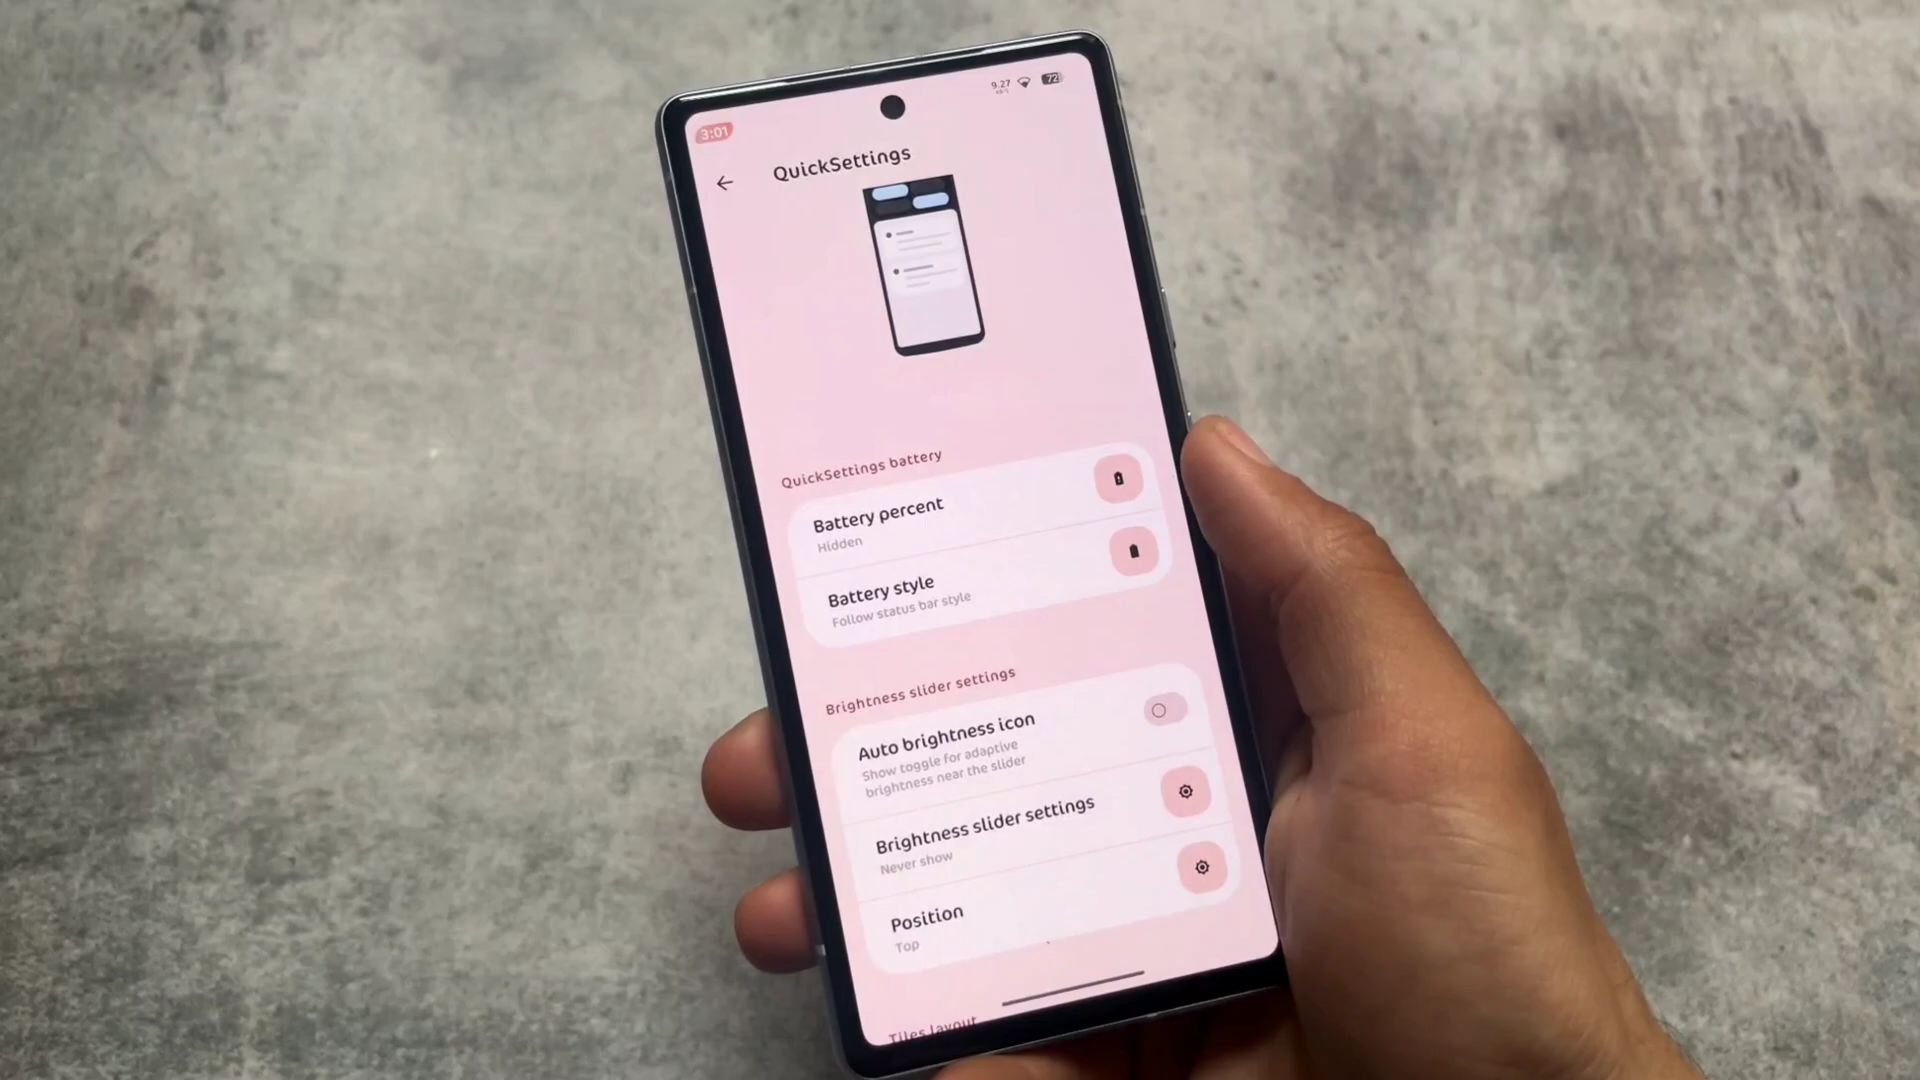 3:01
9.27
KB/s
72
QuickSettings
QuickSettings battery
Battery percent
Hidden
Battery style
Follow status bar style
Brightness slider settings
Auto brightness icon
Show toggle for adaptive
brightness near the slider
Brightness slider settings
Never show
Position
Top
Tiles layout